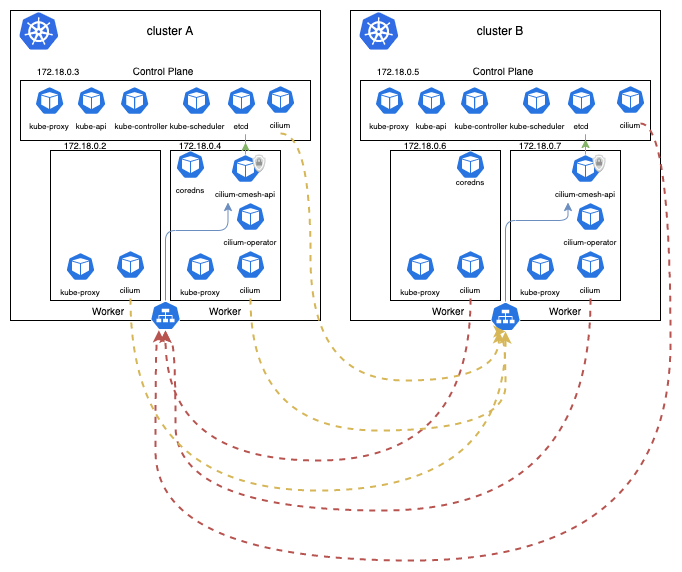 cluster A
172.18.0.3
Control Plane
kube-proxy
kube-api
kube-controller
kube-scheduler
etcd
cilium
172.18.0.2
172.18.0.4
coredns
cilium-cmesh-api
cilium-operator
kube-proxy
cilium
kube-proxy
cilium
Worker
Worker
cluster B
172.18.0.5
Control Plane
kube-proxy
kube-api
kube-controller
kube-scheduler
etcd
cilium
172.18.0.6
172.18.0.7
coredns
cilium-cmesh-api
cilium-operator
kube-proxy
cilium
kube-proxy
cilium
Worker
Worker